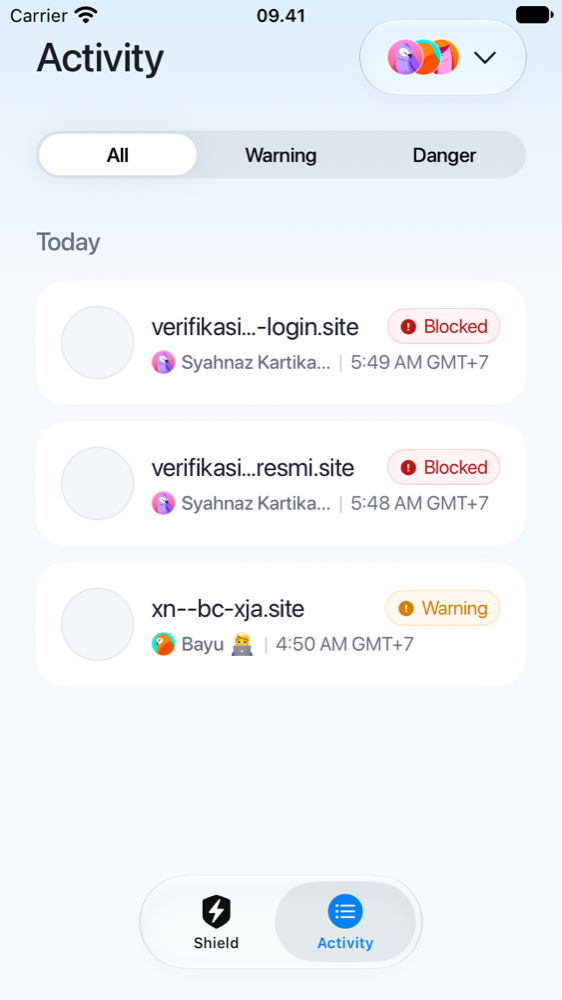 Carrier 09.41
Activity
All Warning Danger
Today
verifikasi...-login.site Blocked
Syahnaz Kartika... | 5:49 AM GMT+7
verifikasi...resmi.site Blocked
Syahnaz Kartika... | 5:48 AM GMT+7
xn--bc-xja.site Warning
Bayu 🧑‍💻 | 4:50 AM GMT+7
Shield Activity